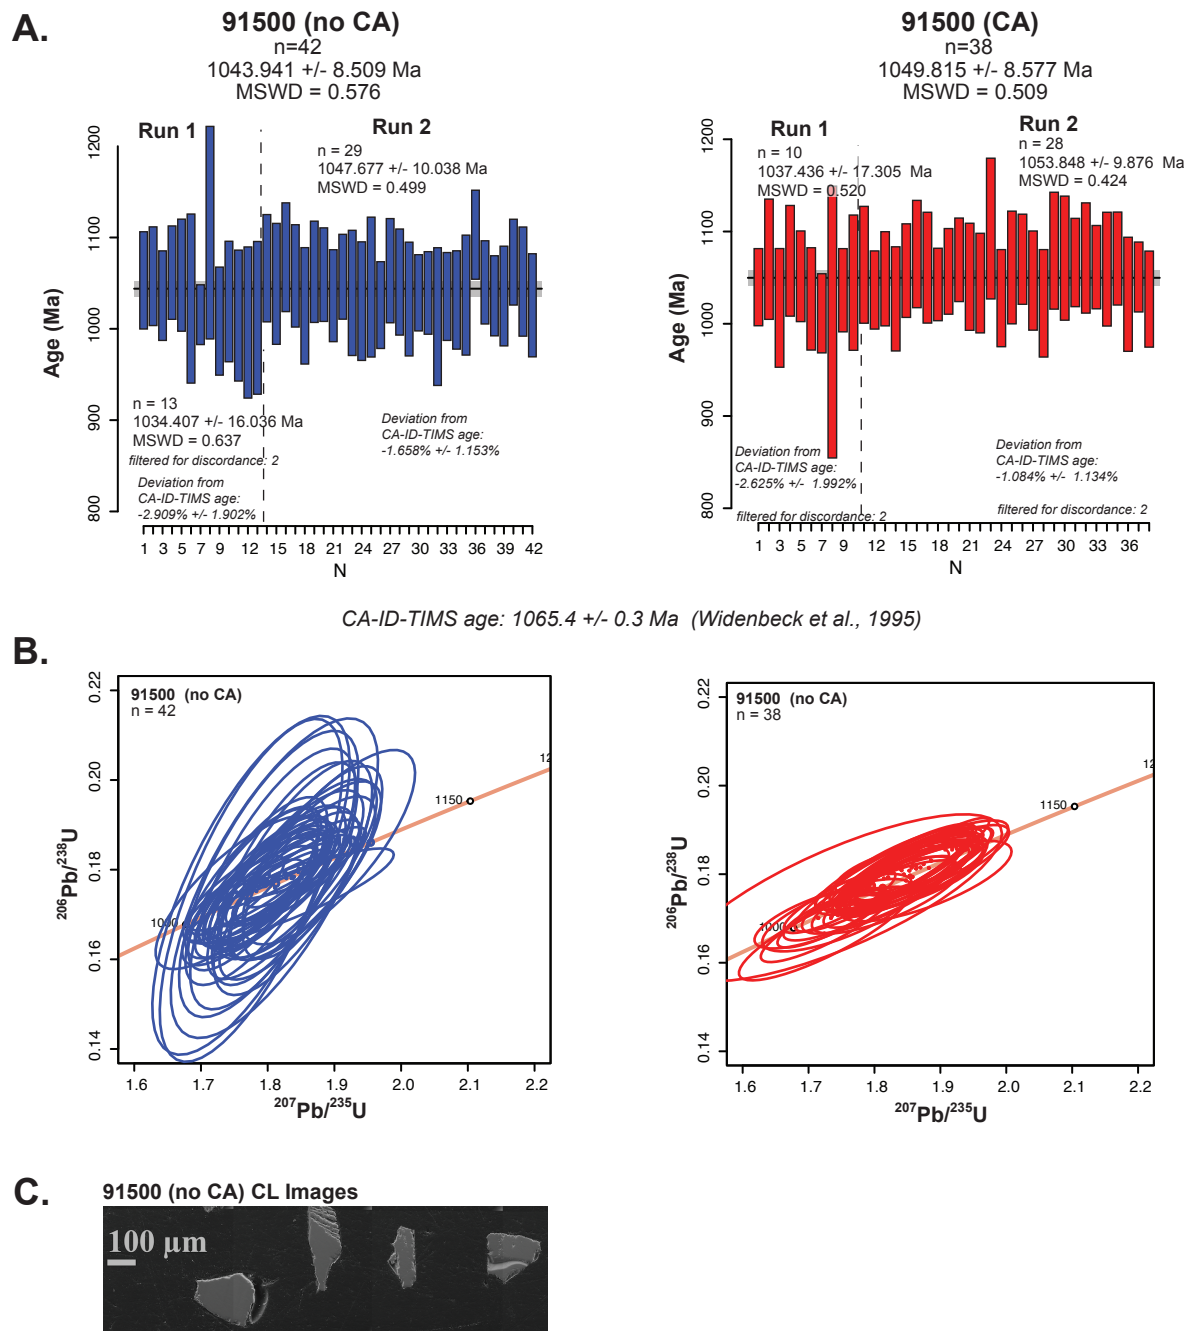 A.
91500 (no CA)
n=42
1043.941 +/- 8.509 Ma
MSWD = 0.576
Run 1
Run 2
n = 29
1047.677 +/- 10.038 Ma
MSWD = 0.499
Age (Ma)
1200
1100
1000
900
800
n = 13
1034.407 +/- 16.036 Ma
MSWD = 0.637
filtered for discordance: 2
Deviation from
CA-ID-TIMS age:
-2.909% +/- 1.902%
Deviation from
CA-ID-TIMS age:
-1.658% +/- 1.153%
1 3 5 7 9 12 15 18 21 24 27 30 33 36 39 42
N
91500 (CA)
n=38
1049.815 +/- 8.577 Ma
MSWD = 0.509
Run 1
n = 10
1037.436 +/- 17.305 Ma
MSWD = 0.520
Run 2
n = 28
1053.848 +/- 9.876 Ma
MSWD = 0.424
Age (Ma)
1200
1100
1000
900
800
Deviation from
CA-ID-TIMS age:
-2.625% +/- 1.992%
filtered for discordance: 2
Deviation from
CA-ID-TIMS age:
-1.084% +/- 1.134%
filtered for discordance: 2
1 3 5 7 9 12 15 18 21 24 27 30 33 36
N
CA-ID-TIMS age: 1065.4 +/- 0.3 Ma (Widenbeck et al., 1995)
B.
91500 (no CA)
n = 42
206Pb/238U
0.22
0.20
0.18
0.16
0.14
1000
1150
12
1.6 1.7 1.8 1.9 2.0 2.1 2.2
207Pb/235U
91500 (no CA)
n = 38
206Pb/238U
0.22
0.20
0.18
0.16
0.14
1000
1150
12
1.6 1.7 1.8 1.9 2.0 2.1 2.2
207Pb/235U
C.
91500 (no CA) CL Images
100 µm